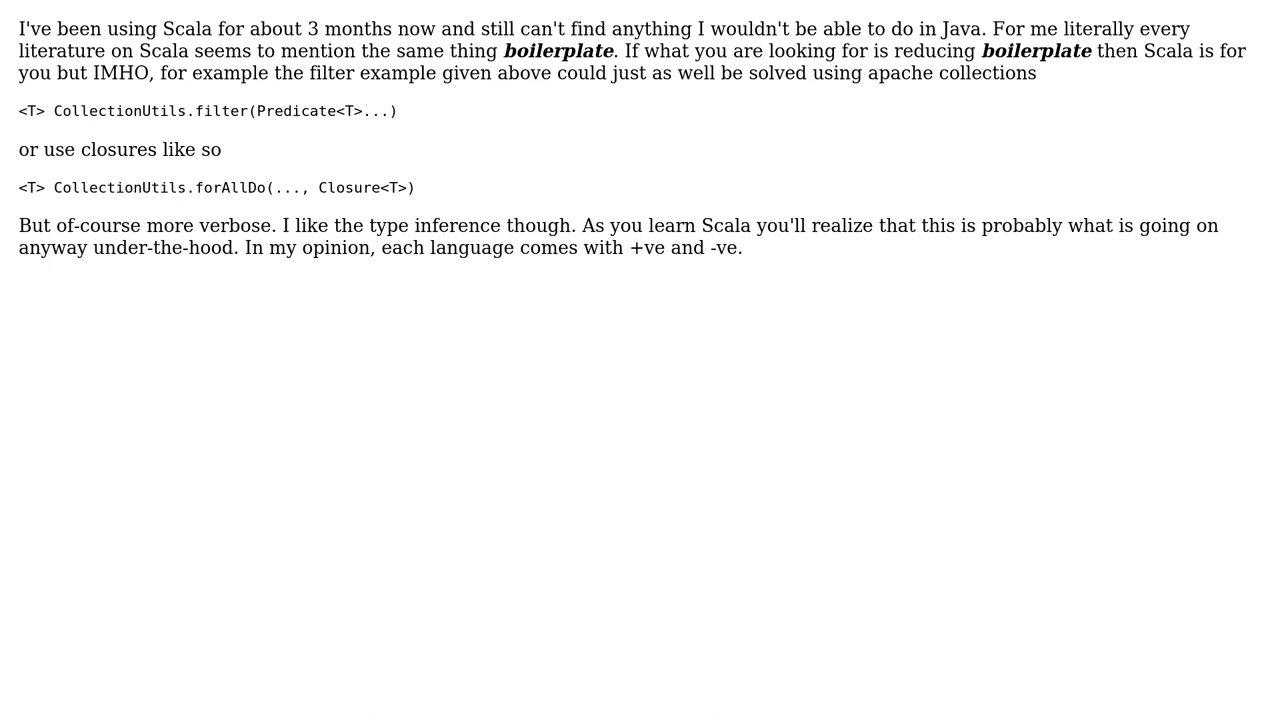 I've been using Scala for about 3 months now and still can't find anything I wouldn't be able to do in Java. For me literally every
literature on Scala seems to mention the same thing boilerplate. If what you are looking for is reducing boilerplate then Scala is for
you but IMHO, for example the filter example given above could just as well be solved using apache collections
<T> CollectionUtils.filter(Predicate<T>...)
or use closures like so
<T> CollectionUtils.forAllDo(..., Closure<T>)
But of-course more verbose. I like the type inference though. As you learn Scala you'll realize that this is probably what is going on
anyway under-the-hood. In my opinion, each language comes with +ve and -ve.